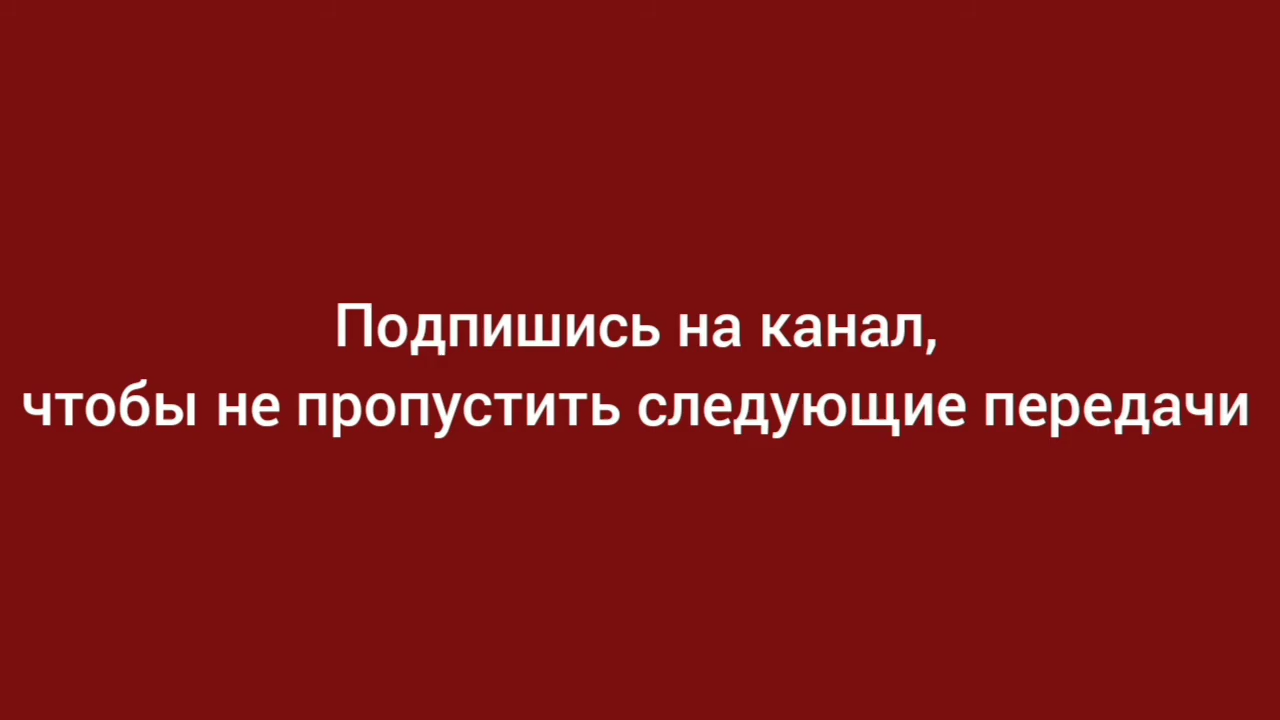 Подпишись на канал,
чтобы не пропустить следующие передачи